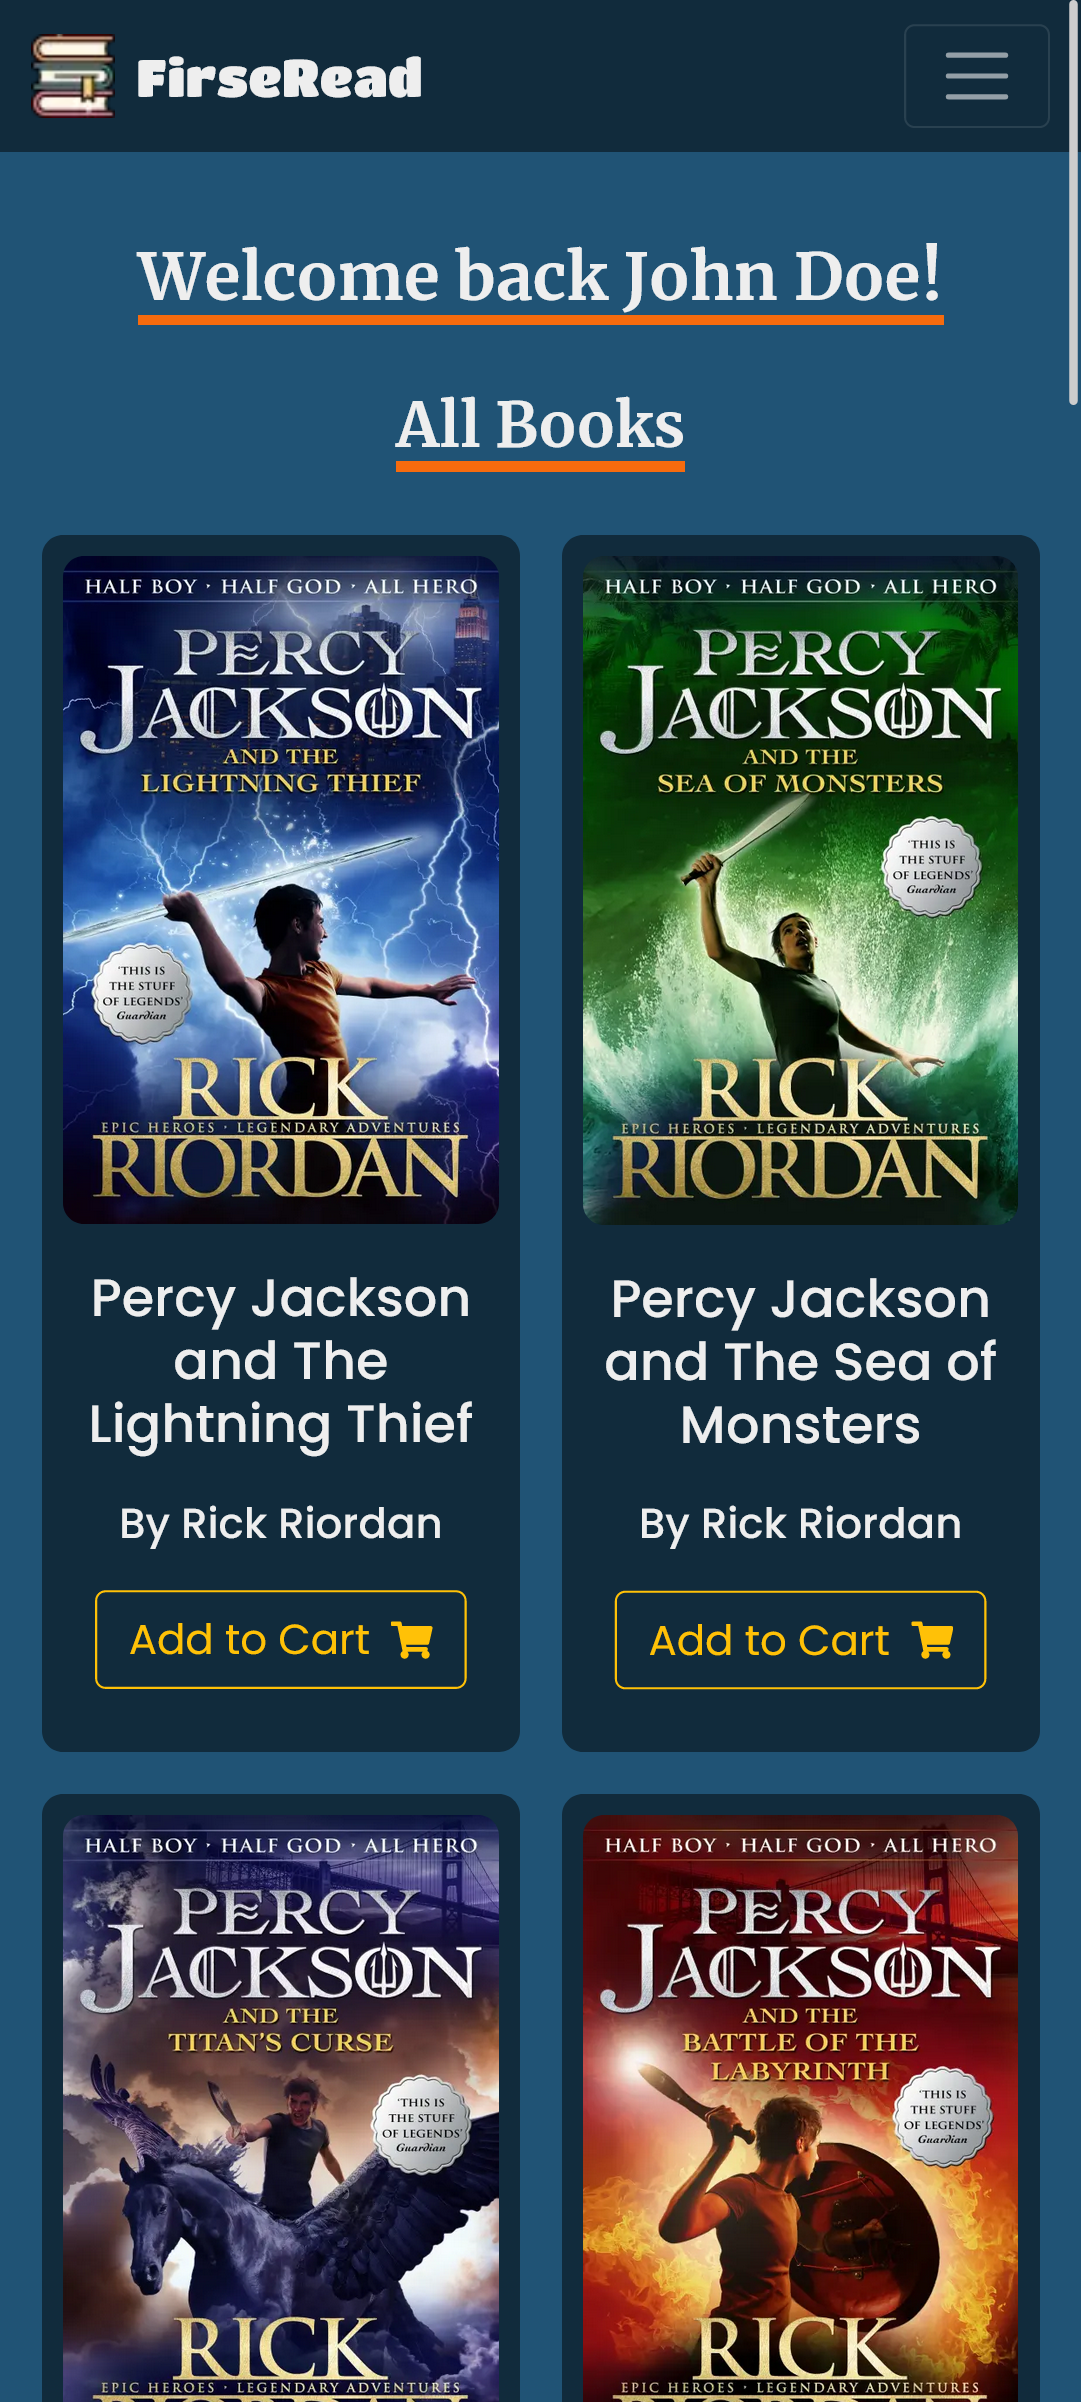 FirseRead
Welcome back John Doe!
All Books
HALF BOY · HALF GOD · ALL HERO
PERCY
JACKSON
AND THE
LIGHTNING THIEF
'THIS IS
THE STUFF
OF LEGENDS'
Guardian
RICK
EPIC HEROES · LEGENDARY ADVENTURES
RIORDAN
Percy Jackson
and The
Lightning Thief
By Rick Riordan
Add to Cart
HALF BOY · HALF GOD · ALL HERO
PERCY
JACKSON
AND THE
SEA OF MONSTERS
'THIS IS
THE STUFF
OF LEGENDS'
Guardian
RICK
EPIC HEROES · LEGENDARY ADVENTURES
RIORDAN
Percy Jackson
and The Sea of
Monsters
By Rick Riordan
Add to Cart
HALF BOY · HALF GOD · ALL HERO
PERCY
JACKSON
AND THE
TITAN'S CURSE
'THIS IS
THE STUFF
OF LEGENDS'
Guardian
RICK
EPIC HEROES · LEGENDARY ADVENTURES
HALF BOY · HALF GOD · ALL HERO
PERCY
JACKSON
AND THE
BATTLE OF THE
LABYRINTH
'THIS IS
THE STUFF
OF LEGENDS'
Guardian
RICK
EPIC HEROES · LEGENDARY ADVENTURES